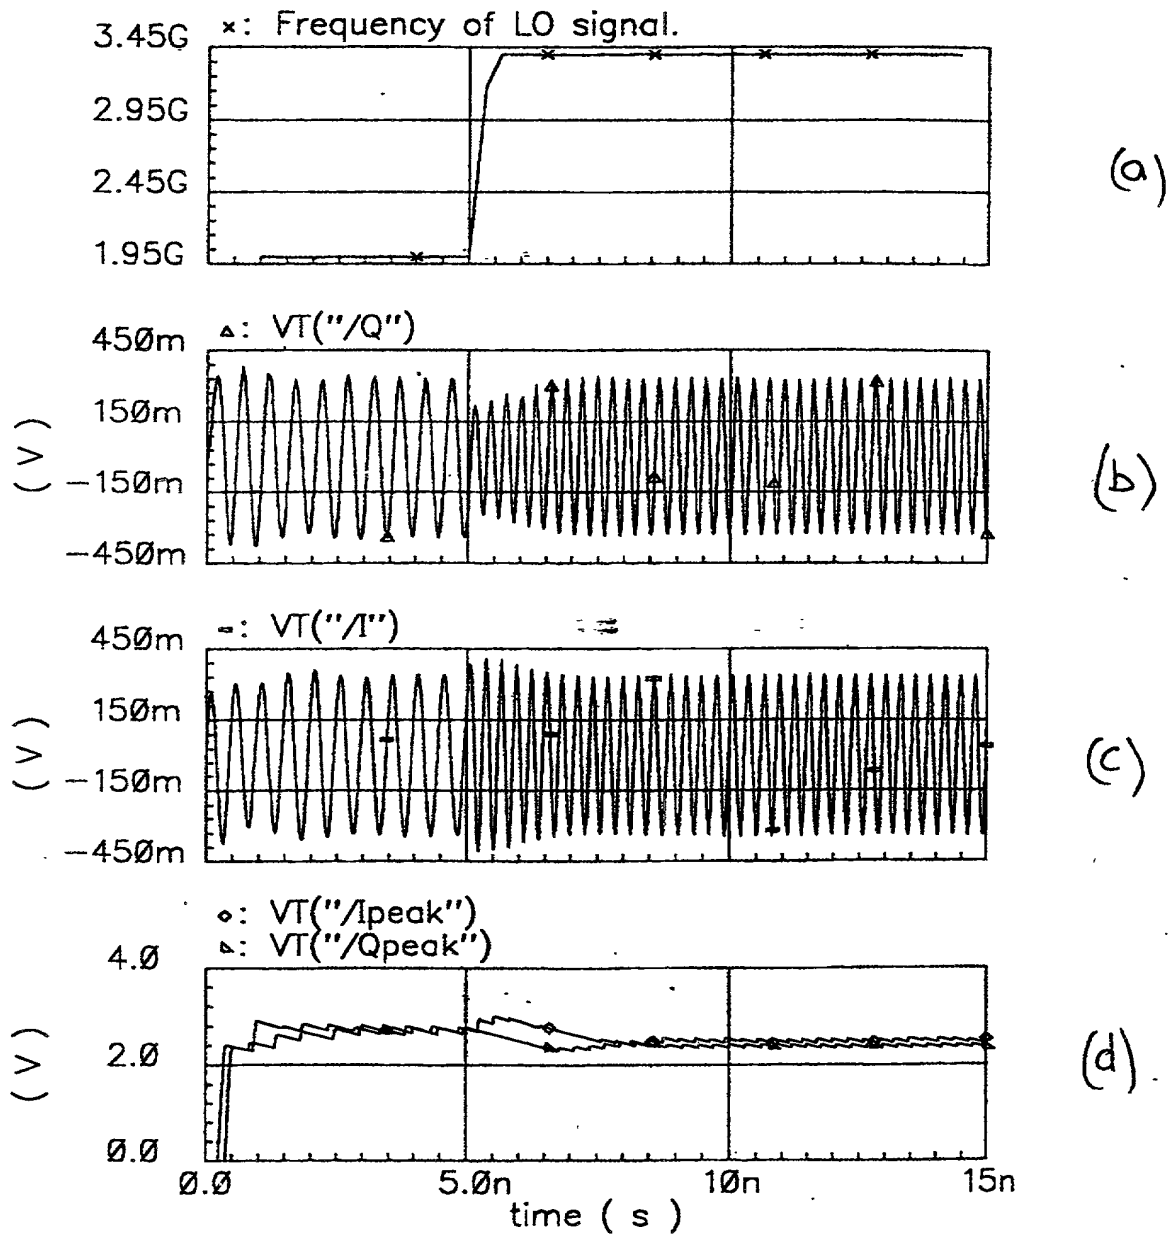 x: Frequency of LO signal.
3.45G
2.95G
2.45G
1.95G
(a)
▵: VT("/Q")
450m
150m
-150m
-450m
(V)
(b)
-: VT("/I")
450m
150m
-150m
-450m
(V)
(c)
◇: VT("/Ipeak")
▵: VT("/Qpeak")
4.0
2.0
0.0
(V)
(d)
0.0 5.0n 10n 15n
time ( s )